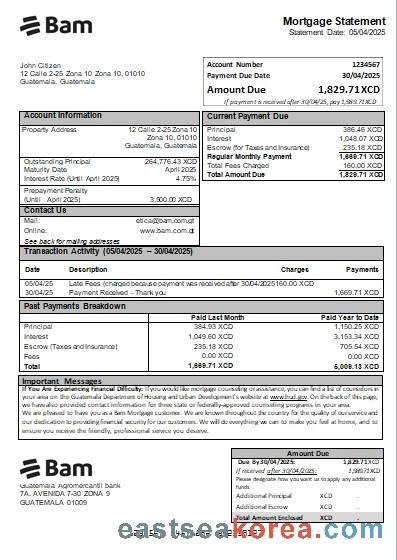 Bam
Mortgage Statement
Statement Date: 05/04/2025
John Citizen
12 Calle 2-25 Zona 10 Zona 10, 01010
Guatemala, Guatemala
Account Number 1234567
Payment Due Date 30/04/2025
Amount Due 1,829.71XCD
If payment is received after 30/04/25, pay 1,989.71XCD
Account Information
Property Address 12 Calle 2-25 Zona 10
Zona 10, 01010
Guatemala, Guatemala
Outstanding Principal 264,776.43 XCD
Maturity Date April 2025
Interest Rate (Until April 2025) 4.75%
Prepayment Penalty
(Until April 2025) 3,500.00 XCD
Contact Us
Mail: etica@bam.com.gt
Online: www.bam.com.gt
See back for mailing addresses
Current Payment Due
Principal 386.46 XCD
Interest 1,048.07 XCD
Escrow (for Taxes and Insurance) 235.18 XCD
Regular Monthly Payment 1,669.71 XCD
Total Fees Charged 160.00 XCD
Total Amount Due 1,829.71 XCD
Transaction Activity (05/04/2025 – 30/04/2025)
Date Description Charges Payments
05/04/25 Late Fees (charged because payment was received after 30/04/2025160.00 XCD
30/04/25 Payment Received – Thank you 1,669.71 XCD
Past Payments Breakdown
Paid Last Month Paid Year to Date
Principal 384.93 XCD 1,150.25 XCD
Interest 1,049.60 XCD 3,153.34 XCD
Escrow (Taxes and Insurance) 235.18 XCD 705.54 XCD
Fees 0.00 XCD 0.00 XCD
Total 1,669.71 XCD 5,009.13 XCD
Important Messages
If You Are Experiencing Financial Difficulty: If you would like mortgage counseling or assistance, you can find a list of counselors in
your area on the Guatemala Department of Housing and Urban Development's website at www.hud.gov. On the back of this page,
we have also provided contact information for three state or federally-approved counseling programs in your area.
We are pleased to have you as a Bam Mortgage customer. We are known throughout the country for the quality of our service and
our dedication to providing financial security for our customers. We will do everything we can to make you feel at home, and to
ensure you receive the friendly, professional service you deserve.
Bam
Guatemala Agromercantil bank
7A. AVENIDA 7-30 ZONA 9
GUATEMALA 01009
Amount Due
Due By 30/04/2025: 1,829.71XCD
If received after 30/04/2025: 1,989.71XCD
Please designate how you want us to apply any additional
funds.
Additional Principal XCD -
Additional Escrow XCD -
Total Amount Enclosed XCD -
eastseakorea.com